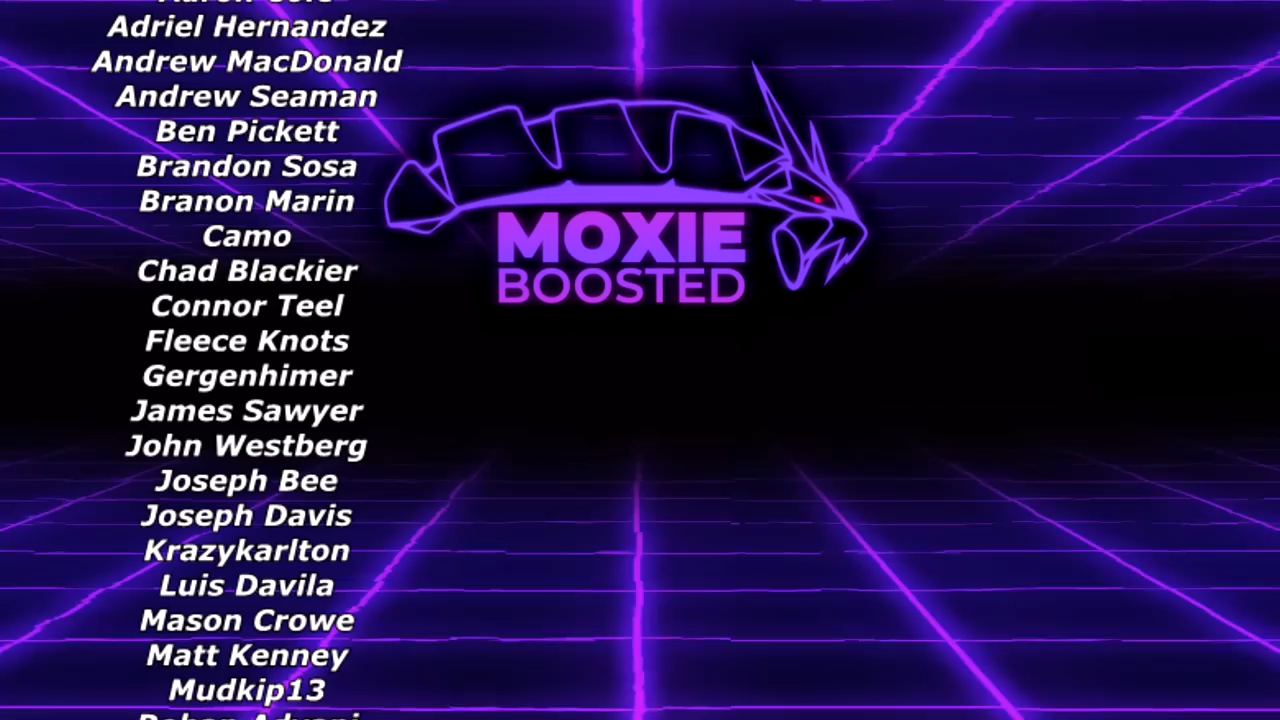 Adriel Hernandez
Andrew MacDonald
Andrew Seaman
Ben Pickett
Brandon Sosa
Branon Marin
Camo
Chad Blackier
Connor Teel
Fleece Knots
Gergenhimer
James Sawyer
John Westberg
Joseph Bee
Joseph Davis
Krazykarlton
Luis Davila
Mason Crowe
Matt Kenney
Mudkip13
MOXIE
BOOSTED